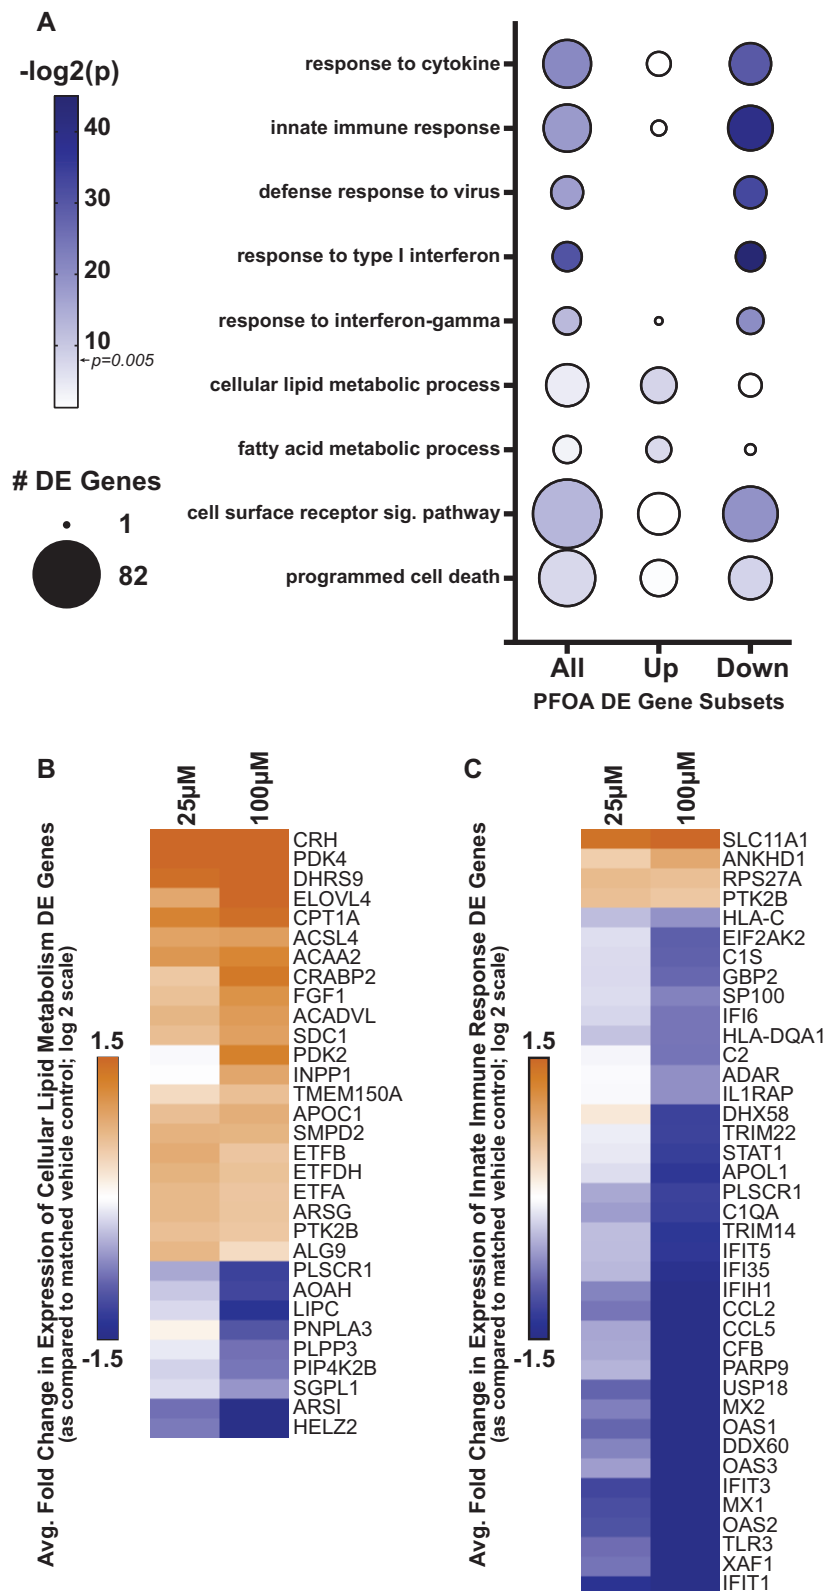 A
-log2(p)
40
30
20
10
←p=0.005
# DE Genes
1
82
response to cytokine
innate immune response
defense response to virus
response to type I interferon
response to interferon-gamma
cellular lipid metabolic process
fatty acid metabolic process
cell surface receptor sig. pathway
programmed cell death
All Up Down
PFOA DE Gene Subsets
B
Avg. Fold Change in Expression of Cellular Lipid Metabolism DE Genes
(as compared to matched vehicle control; log 2 scale)
1.5
-1.5
25µM 100µM
CRH
PDK4
DHRS9
ELOVL4
CPT1A
ACSL4
ACAA2
CRABP2
FGF1
ACADVL
SDC1
PDK2
INPP1
TMEM150A
APOC1
SMPD2
ETFB
ETFDH
ETFA
ARSG
PTK2B
ALG9
PLSCR1
AOAH
LIPC
PNPLA3
PLPP3
PIP4K2B
SGPL1
ARSI
HELZ2
C
Avg. Fold Change in Expression of Innate Immune Response DE Genes
(as compared to matched vehicle control; log 2 scale)
1.5
-1.5
25µM 100µM
SLC11A1
ANKHD1
RPS27A
PTK2B
HLA-C
EIF2AK2
C1S
GBP2
SP100
IFI6
HLA-DQA1
C2
ADAR
IL1RAP
DHX58
TRIM22
STAT1
APOL1
PLSCR1
C1QA
TRIM14
IFIT5
IFI35
IFIH1
CCL2
CCL5
CFB
PARP9
USP18
MX2
OAS1
DDX60
OAS3
IFIT3
MX1
OAS2
TLR3
XAF1
IFIT1